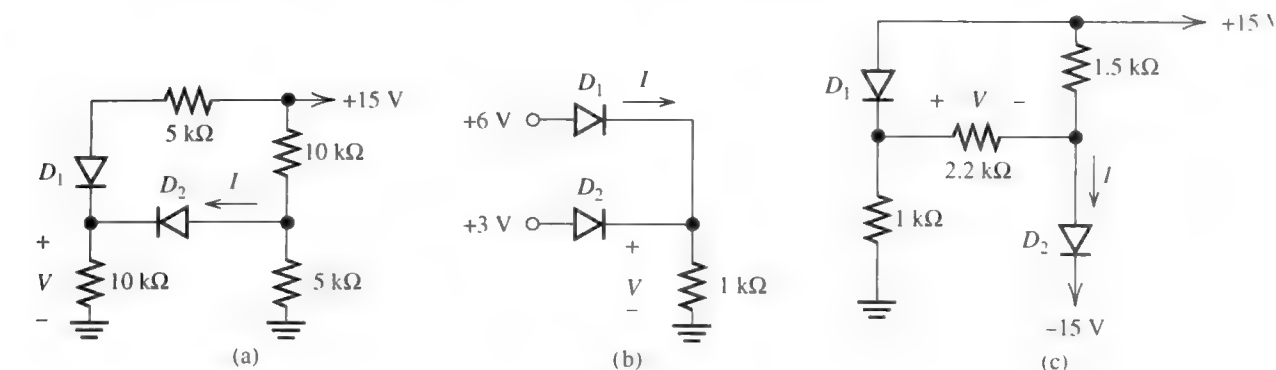 +15 V
5 kΩ
10 kΩ
D₁
D₂
I
+
V
−
10 kΩ
5 kΩ
(a)
D₁
I
+6 V
D₂
+3 V
+
V
−
1 kΩ
(b)
+15 V
1.5 kΩ
D₁
+ V −
2.2 kΩ
I
1 kΩ
D₂
−15 V
(c)